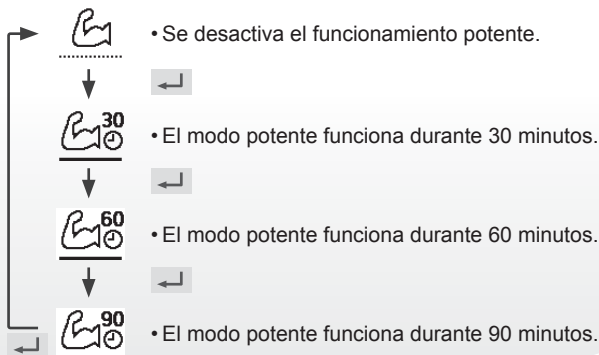 • Se desactiva el funcionamiento potente.
30
• El modo potente funciona durante 30 minutos.
60
• El modo potente funciona durante 60 minutos.
90
• El modo potente funciona durante 90 minutos.